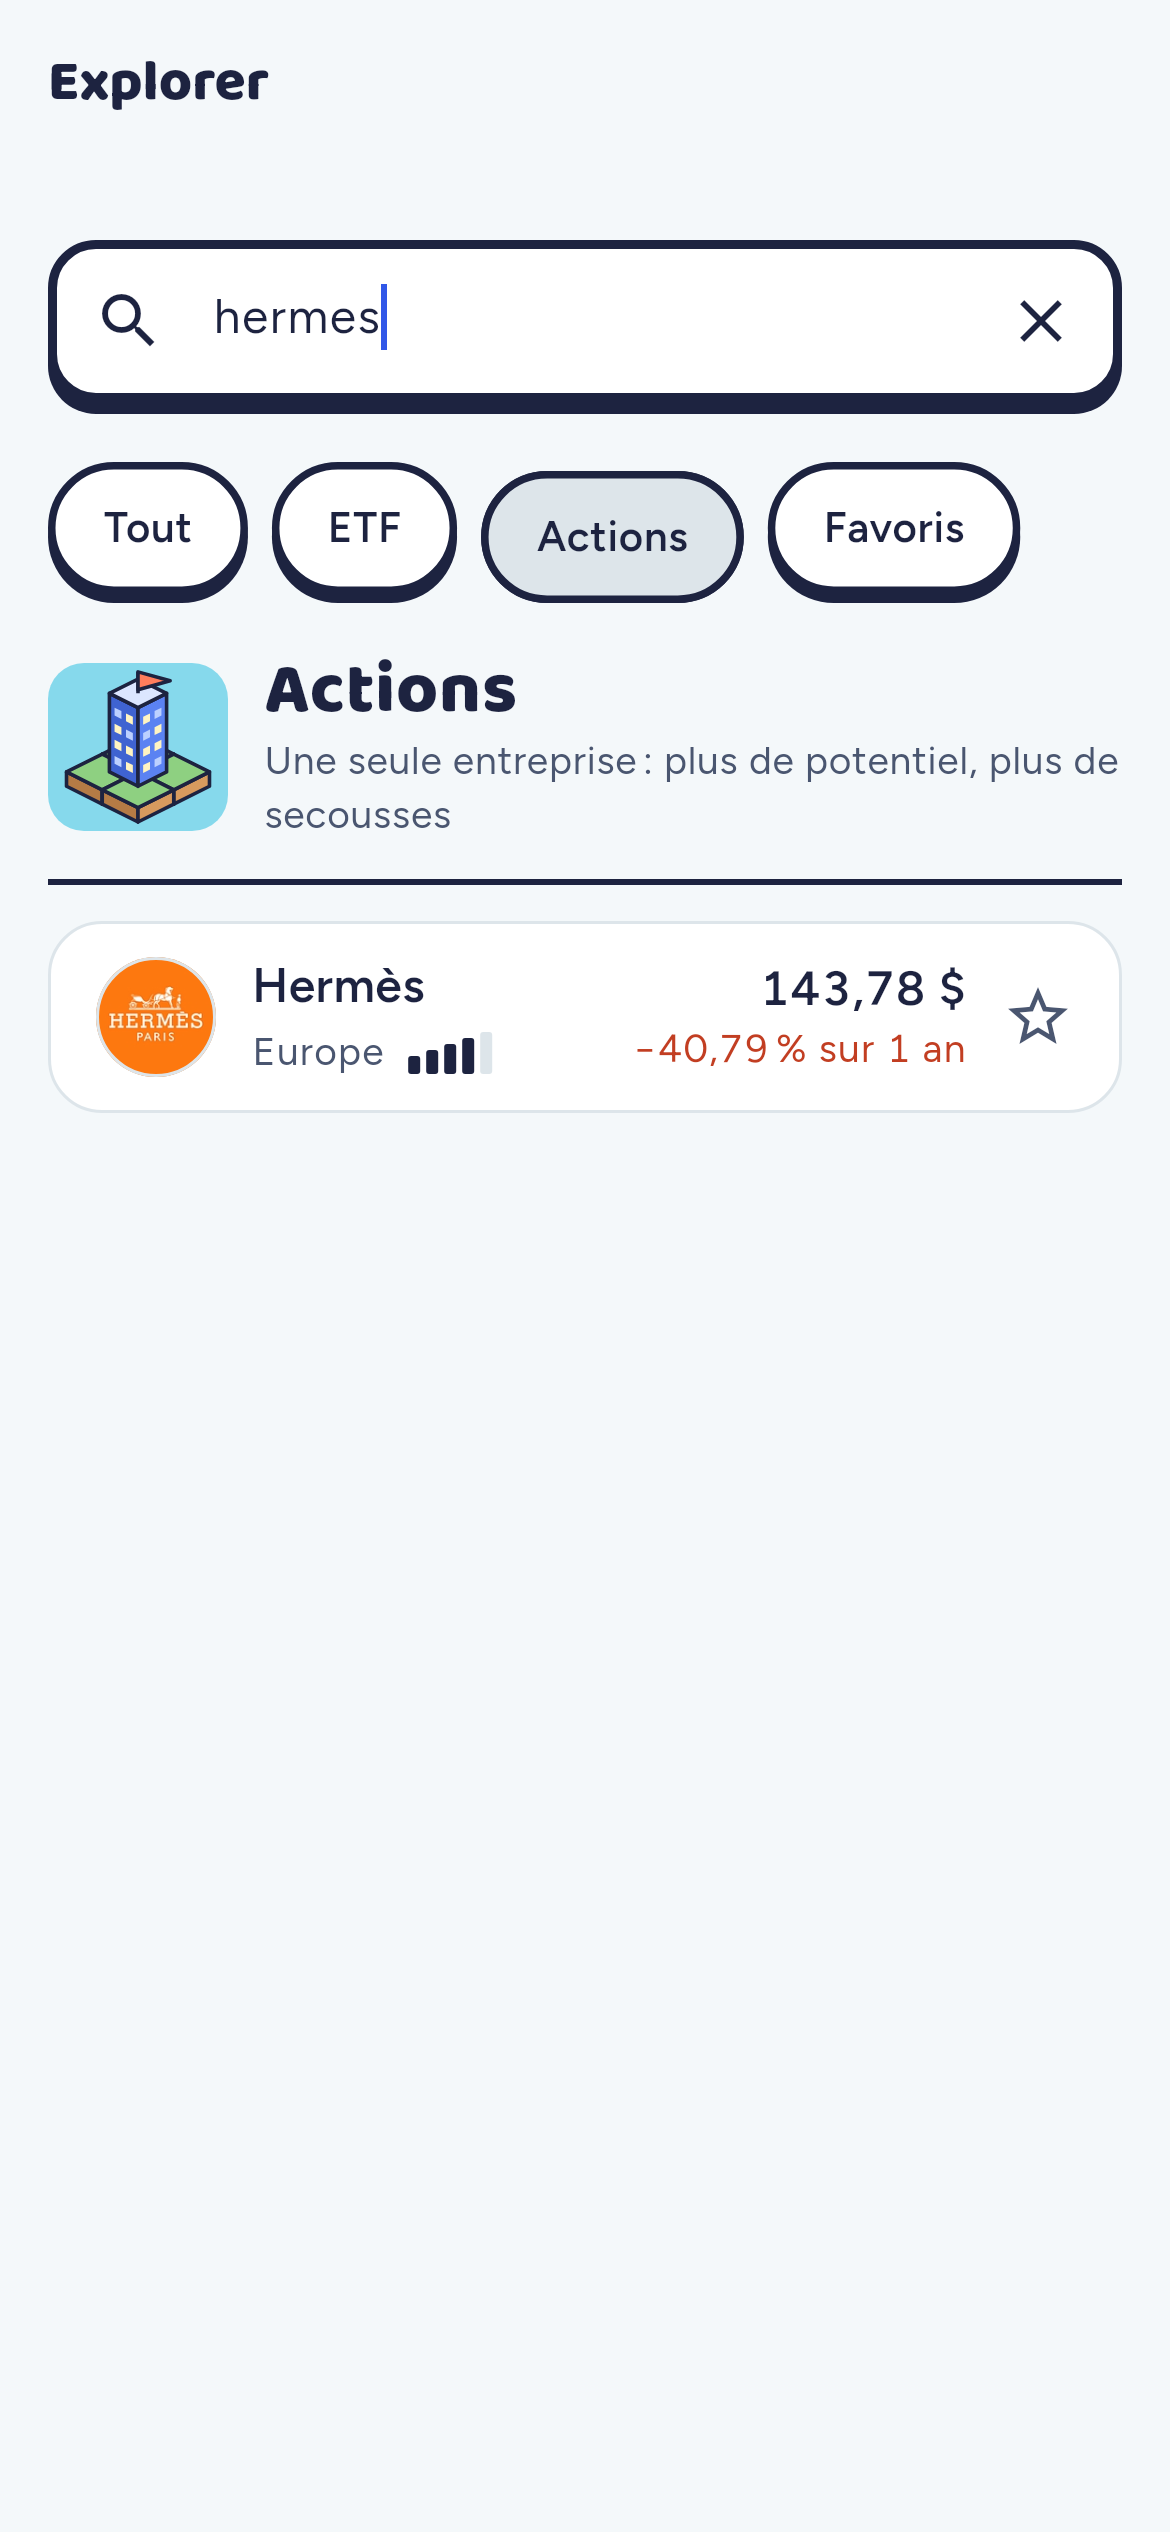 Explorer
hermes
Tout
ETF
Actions
Favoris
Actions
Une seule entreprise : plus de potentiel, plus de
secousses
HERMÈS
PARIS
Hermès
143,78 $
Europe
−40,79 % sur 1 an